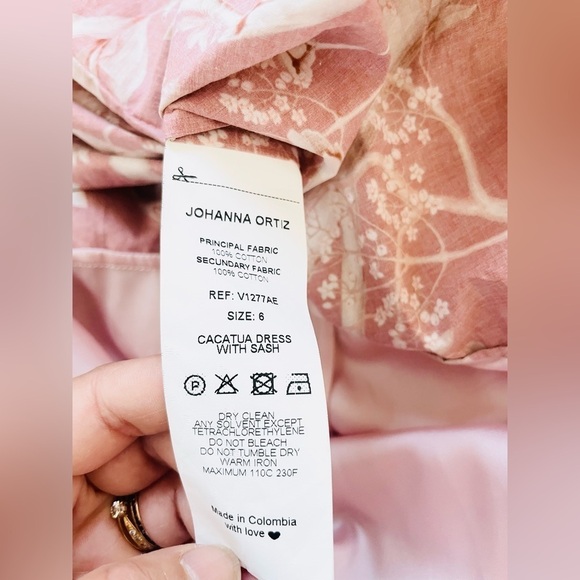 JOHANNA ORTIZ
PRINCIPAL FABRIC
100% COTTON
SECUNDARY FABRIC
100% COTTON
REF: V1277AE
SIZE: 6
CACATUA DRESS
WITH SASH
P
DRY CLEAN
ANY SOLVENT EXCEPT
TETRACHLORETHYLENE
DO NOT BLEACH
DO NOT TUMBLE DRY
WARM IRON
MAXIMUM 110C 230F
Made in Colombia
with love